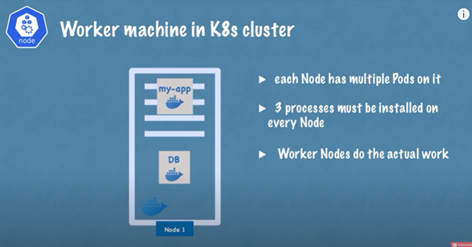 Worker machine in K8s cluster
node
my-app
each Node has multiple Pods on it
3 processes must be installed on
every Node
Worker Nodes do the actual work
DB
Node 1